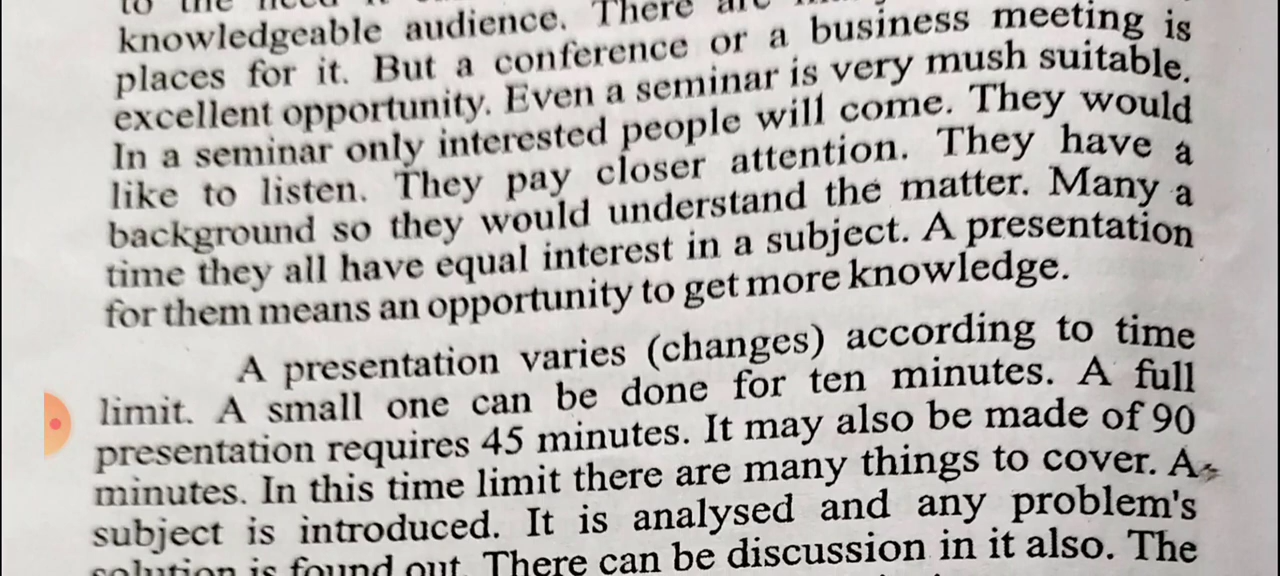 to the need it
knowledgeable audience. There are
places for it. But a conference or a business meeting is
excellent opportunity. Even a seminar is very mush suitable.
In a seminar only interested people will come. They would
like to listen. They pay closer attention. They have a
background so they would understand the matter. Many a
time they all have equal interest in a subject. A presentation
for them means an opportunity to get more knowledge.
A presentation varies (changes) according to time
limit. A small one can be done for ten minutes. A full
presentation requires 45 minutes. It may also be made of 90
minutes. In this time limit there are many things to cover. A
subject is introduced. It is analysed and any problem's
solution is found out. There can be discussion in it also. The